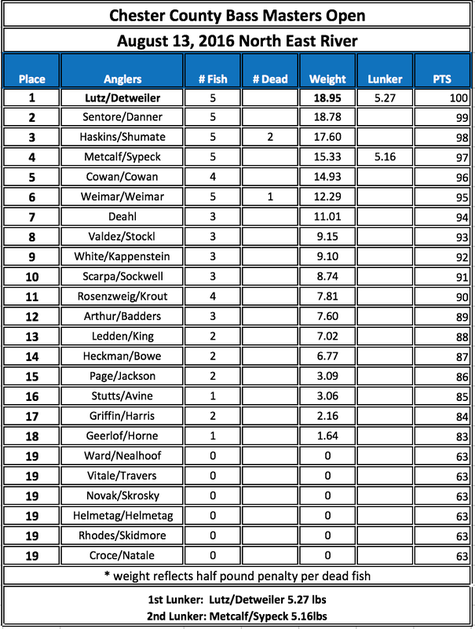 Chester County Bass Masters Open
August 13, 2016 North East River
Place Anglers # Fish # Dead Weight Lunker PTS
1 Lutz/Detweiler 5 18.95 5.27 100
2 Sentore/Danner 5 18.78 99
3 Haskins/Shumate 5 2 17.60 98
4 Metcalf/Sypeck 5 15.33 5.16 97
5 Cowan/Cowan 4 14.93 96
6 Weimar/Weimar 5 1 12.29 95
7 Deahl 3 11.01 94
8 Valdez/Stockl 3 9.15 93
9 White/Kappenstein 3 9.10 92
10 Scarpa/Sockwell 3 8.74 91
11 Rosenzweig/Krout 4 7.81 90
12 Arthur/Badders 3 7.60 89
13 Ledden/King 2 7.02 88
14 Heckman/Bowe 2 6.77 87
15 Page/Jackson 2 3.09 86
16 Stutts/Avine 1 3.06 85
17 Griffin/Harris 2 2.16 84
18 Geerlof/Horne 1 1.64 83
19 Ward/Nealhoof 0 0 63
19 Vitale/Travers 0 0 63
19 Novak/Skrosky 0 0 63
19 Helmetag/Helmetag 0 0 63
19 Rhodes/Skidmore 0 0 63
19 Croce/Natale 0 0 63
* weight reflects half pound penalty per dead fish
1st Lunker: Lutz/Detweiler 5.27 lbs
2nd Lunker: Metcalf/Sypeck 5.16lbs